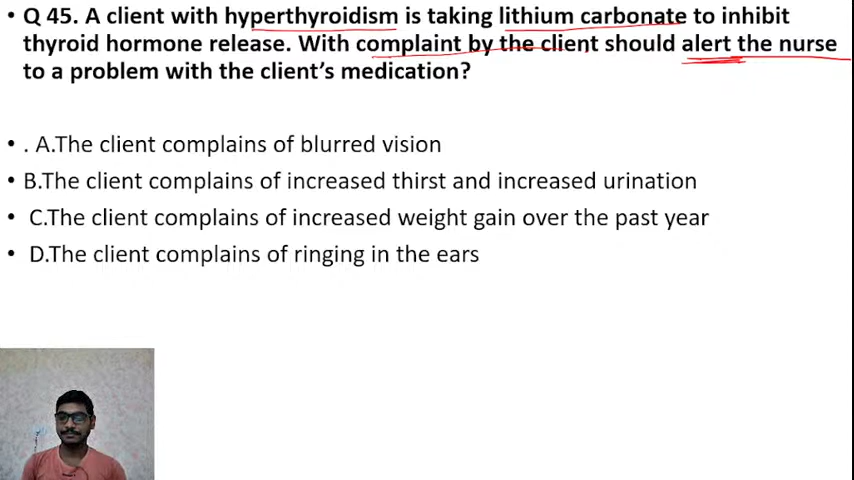 • Q 45. A client with hyperthyroidism is taking lithium carbonate to inhibit
thyroid hormone release. With complaint by the client should alert the nurse
to a problem with the client's medication?
• . A.The client complains of blurred vision
• B.The client complains of increased thirst and increased urination
• C.The client complains of increased weight gain over the past year
• D.The client complains of ringing in the ears